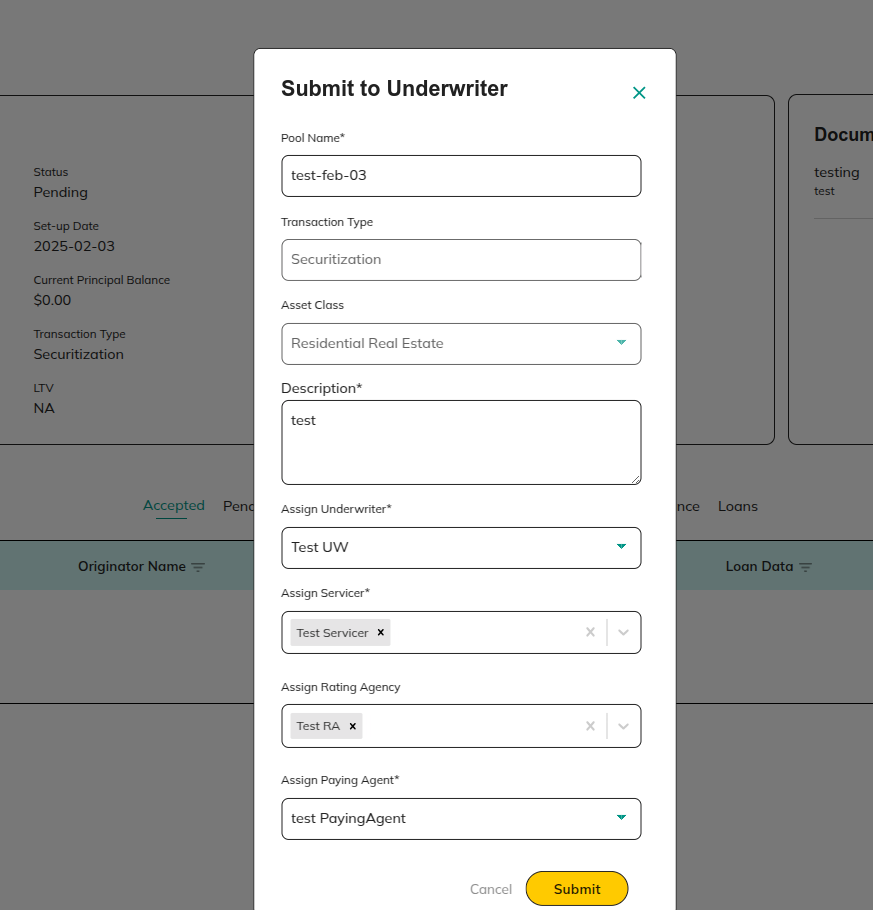 Submit to Underwriter
Pool Name*
test-feb-03
Transaction Type
Securitization
Asset Class
Residential Real Estate
Description*
test
Assign Underwriter*
Test UW
Assign Servicer*
Test Servicer
Assign Rating Agency
Test RA
Assign Paying Agent*
test PayingAgent
Cancel Submit
Status
Pending
Set-up Date
2025-02-03
Current Principal Balance
$0.00
Transaction Type
Securitization
LTV
NA
Docum
testing
test
Accepted Penc nce Loans
Originator Name Loan Data